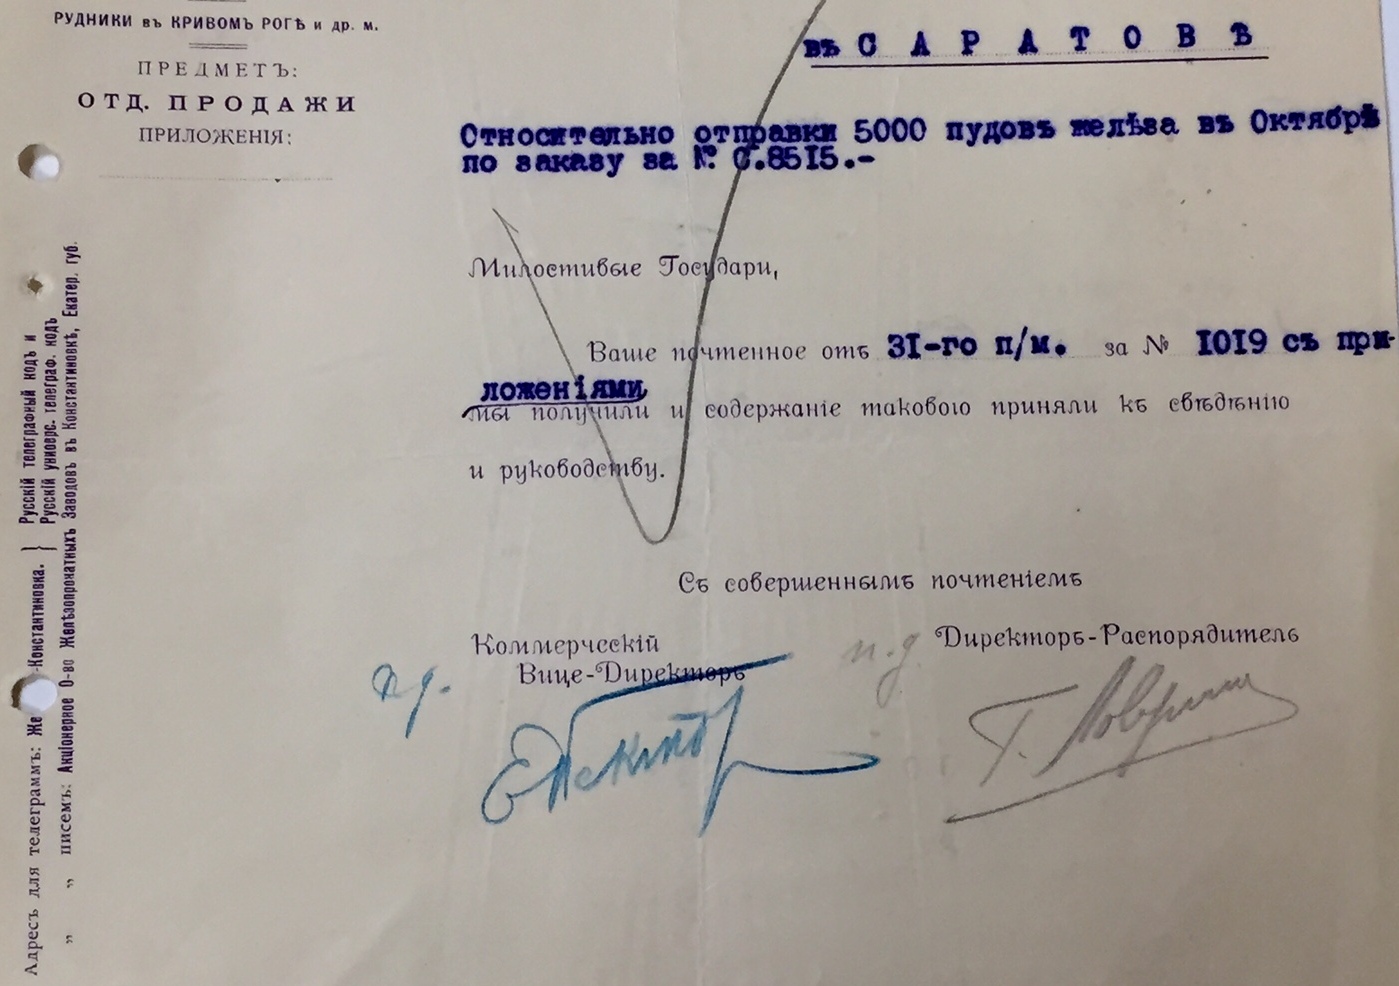 РУДНИКИ въ КРИВОМЪ РОГѢ и др. м.
ПРЕДМЕТЪ:
ОТД. ПРОДАЖИ
ПРИЛОЖЕНІЯ:
въ САРАТОВѢ
Относительно отправки 5000 пудовъ желѣза въ Октябрѣ
по заказу за № С.8515.-
Милостивые Государи,
Ваше почтенное отъ 31-го п/м. за № 1019 съ при-
ложеніями
мы получили и содержаніе такового приняли къ свѣдѣнію
и руководству.
Съ совершеннымъ почтеніемъ
Коммерческій
Вице-Директоръ
п.д. Директоръ-Распорядитель
пд.
Адресъ для телеграммъ: Же -Константиновка. } Русскій телеграфный кодъ и
Русскій универс. телеграф. кодъ
„ „ писемъ: Акціонерное О-во Желѣзопрокатныхъ Заводовъ въ Константиновкѣ, Екатер. губ.